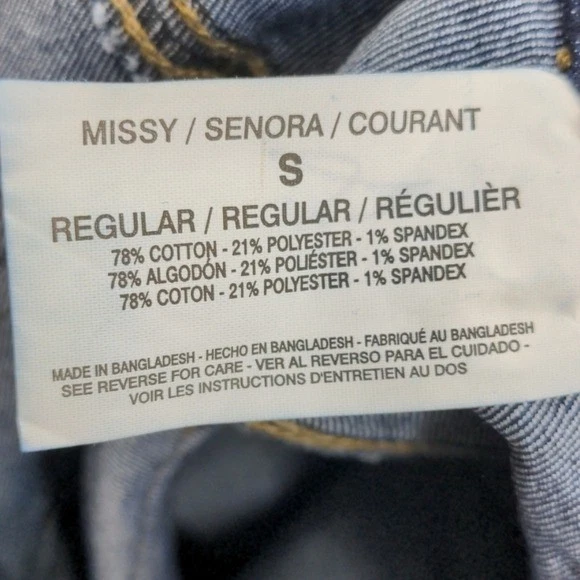 MISSY / SENORA / COURANT
S
REGULAR / REGULAR / RÉGULIÈR
78% COTTON - 21% POLYESTER - 1% SPANDEX
78% ALGODÓN - 21% POLIÉSTER - 1% SPANDEX
78% COTON - 21% POLYESTER - 1% SPANDEX
MADE IN BANGLADESH - HECHO EN BANGLADESH - FABRIQUÉ AU BANGLADESH
SEE REVERSE FOR CARE - VER AL REVERSO PARA EL CUIDADO -
VOIR LES INSTRUCTIONS D'ENTRETIEN AU DOS